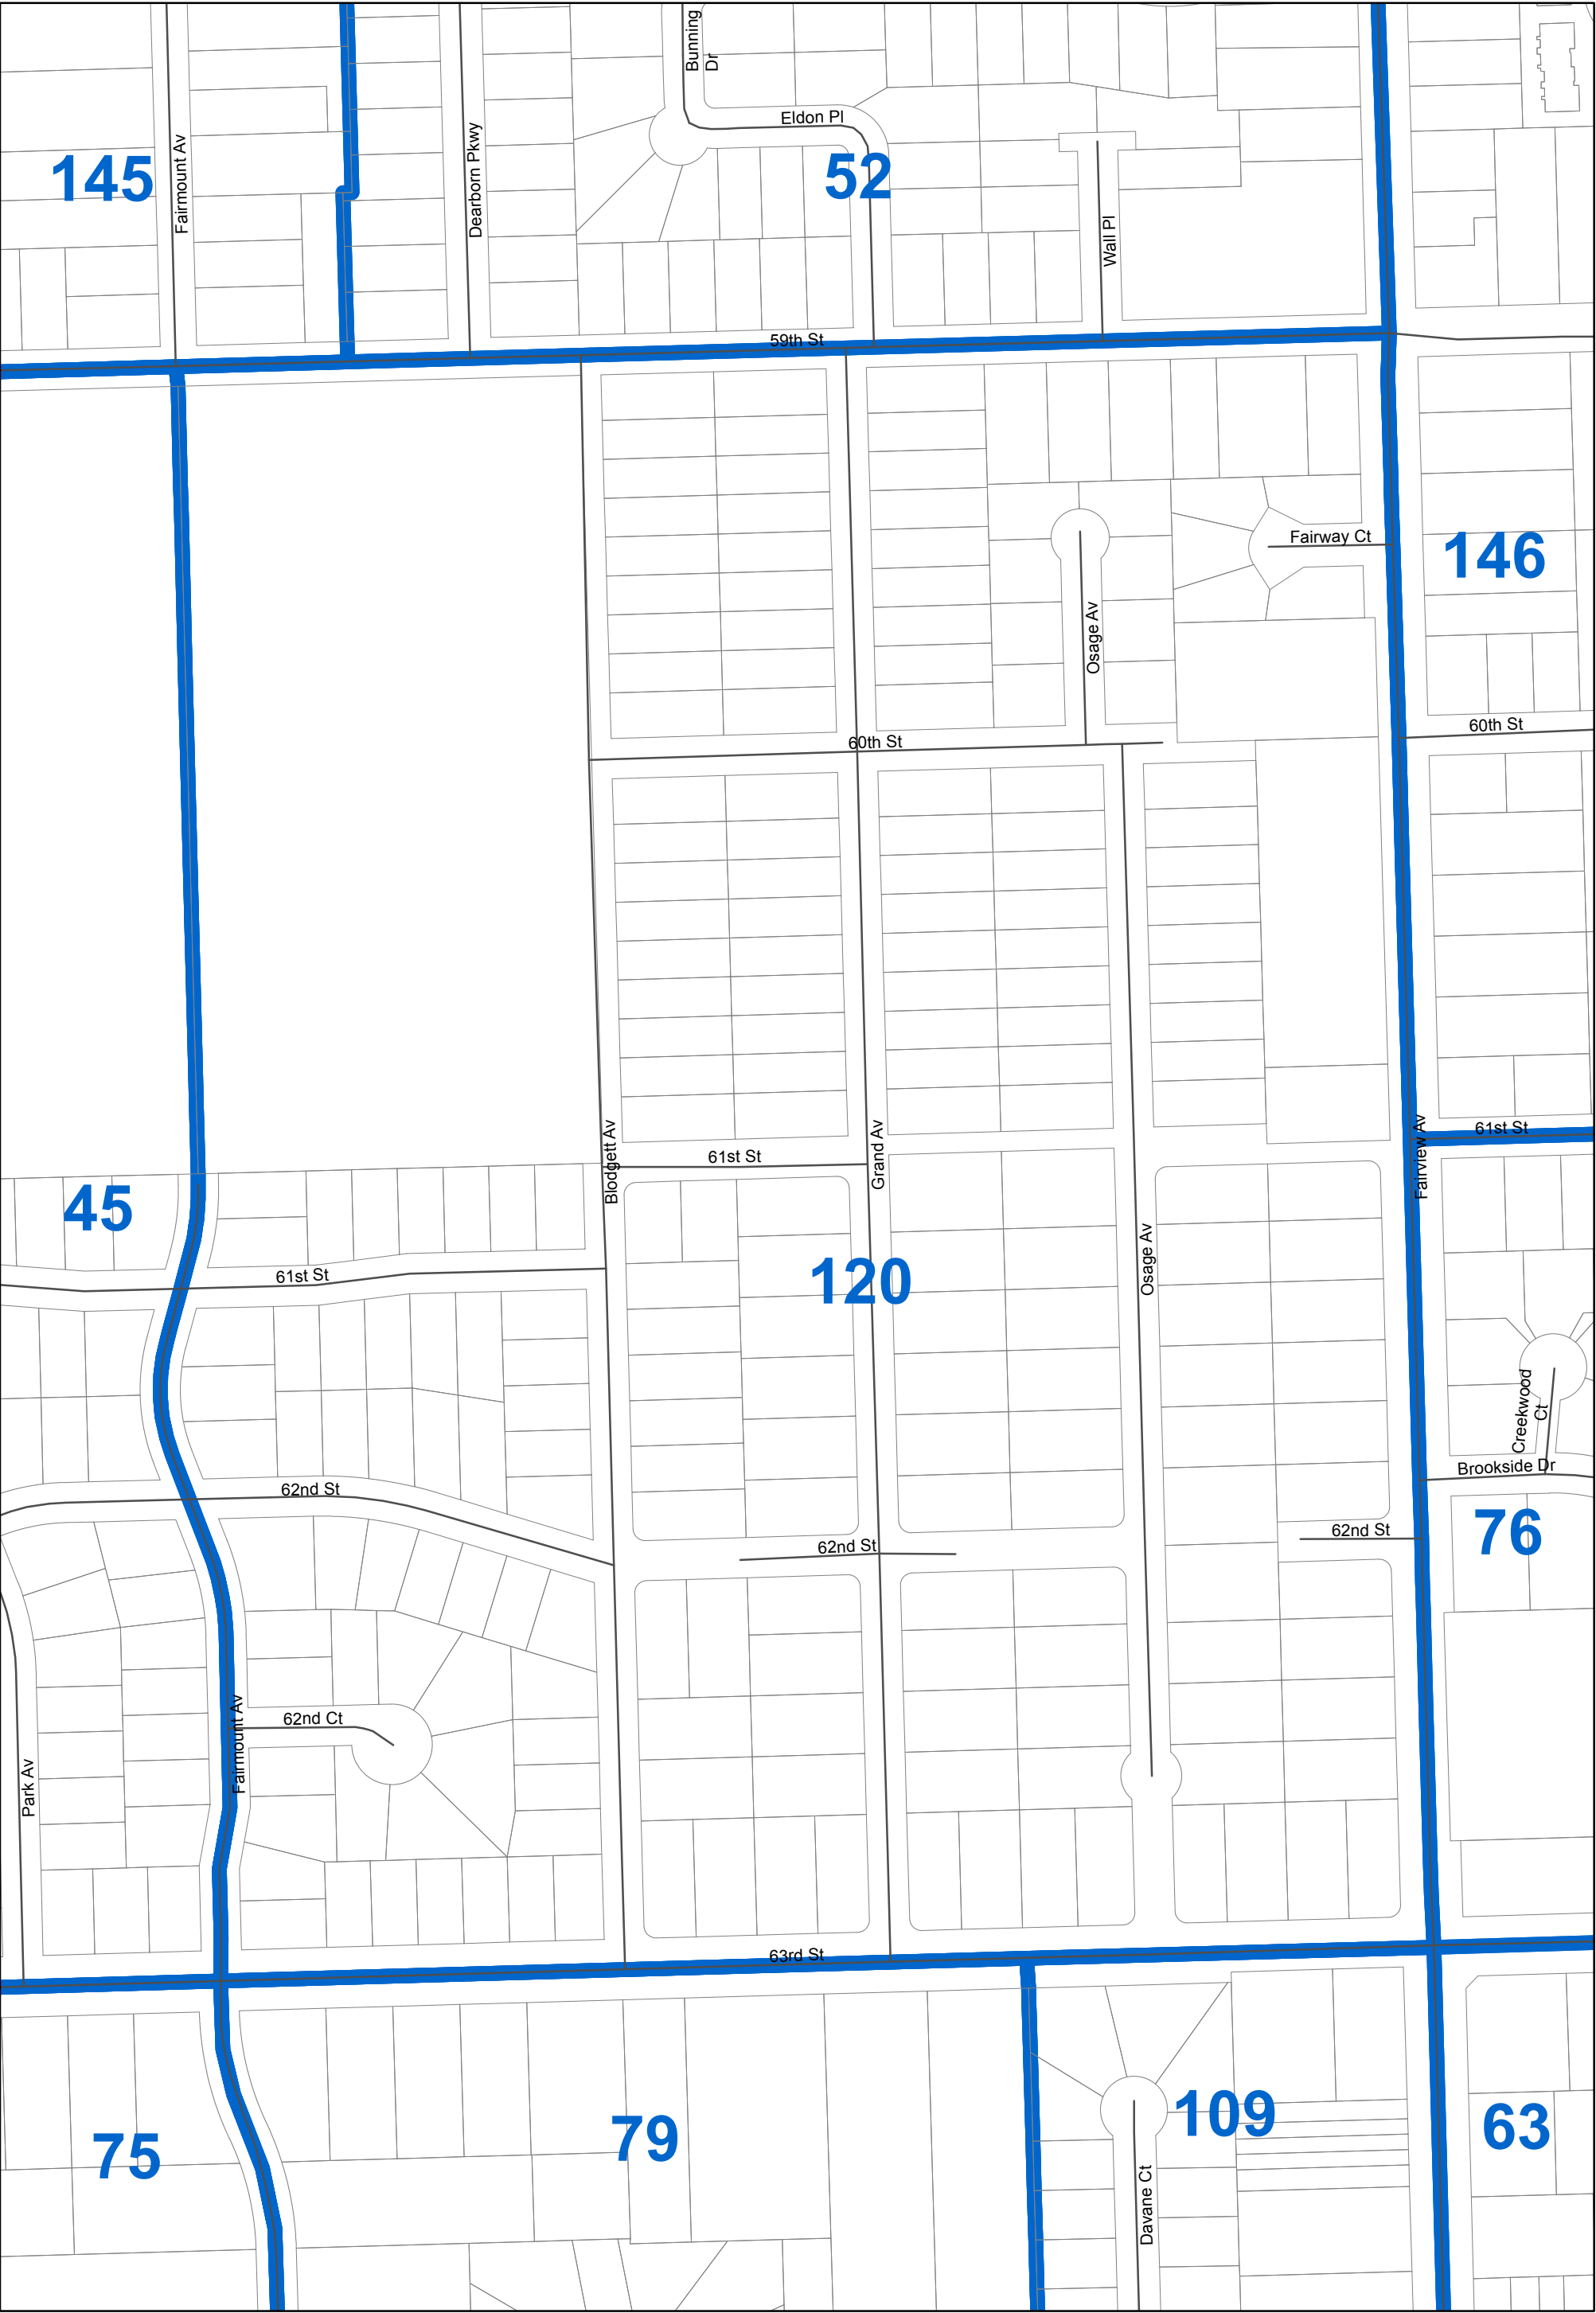 Bunning
Dr
Eldon Pl
Fairmount Av
Dearborn Pkwy
145
52
Wall Pl
59th St
Fairway Ct
146
Osage Av
60th St
60th St
Blodgett Av
Grand Av
Fairview Av
61st St
61st St
45
61st St
120
Osage Av
Creekwood
Ct
Brookside Dr
62nd St
62nd St
62nd St
76
Park Av
Fairmount Av
62nd Ct
63rd St
75
79
109
63
Davane Ct